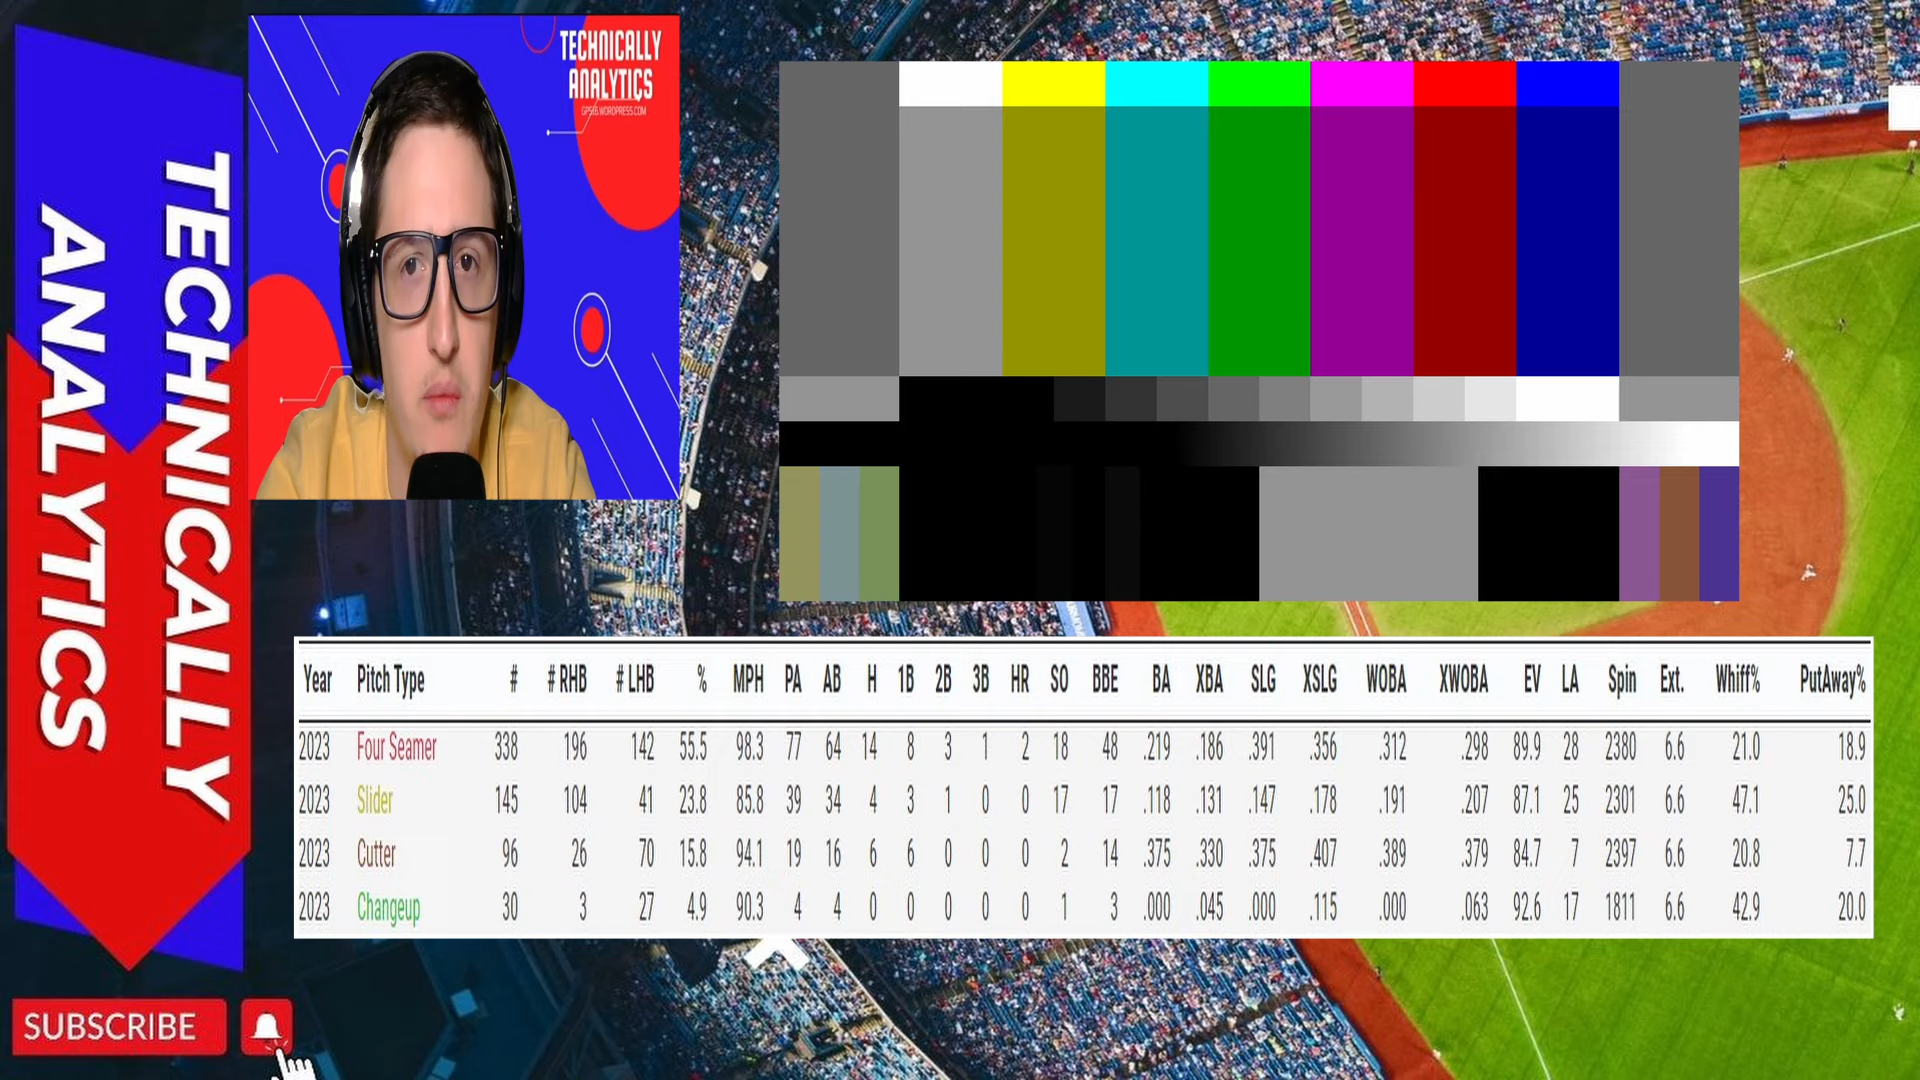 TECHNICALLY
ANALYTICS
TECHNICALLY
ANALYTICS
GPSEB.WORDPRESS.COM
Year Pitch Type # # RHB # LHB % MPH PA AB H 1B 2B 3B HR SO BBE BA XBA SLG XSLG WOBA XWOBA EV LA Spin Ext. Whiff% PutAway%
2023 Four Seamer 338 196 142 55.5 98.3 77 64 14 8 3 1 2 18 48 .219 .186 .391 .356 .312 .298 89.9 28 2380 6.6 21.0 18.9
2023 Slider 145 104 41 23.8 85.8 39 34 4 3 1 0 0 17 17 .118 .131 .147 .178 .191 .207 87.1 25 2301 6.6 47.1 25.0
2023 Cutter 96 26 70 15.8 94.1 19 16 6 6 0 0 0 2 14 .375 .330 .375 .407 .389 .379 84.7 7 2397 6.6 20.8 7.7
2023 Changeup 30 3 27 4.9 90.3 4 4 0 0 0 0 0 1 3 .000 .045 .000 .115 .000 .063 92.6 17 1811 6.6 42.9 20.0
SUBSCRIBE